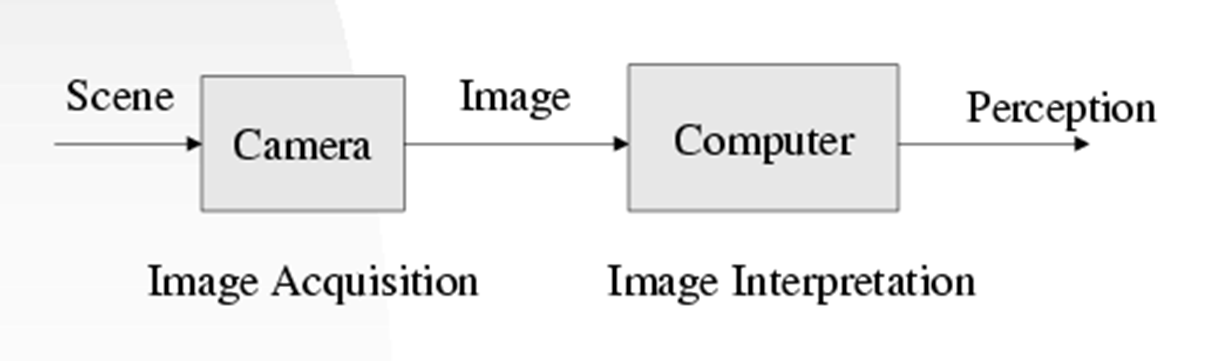 Scene
Camera
Image
Computer
Perception
Image Acquisition
Image Interpretation